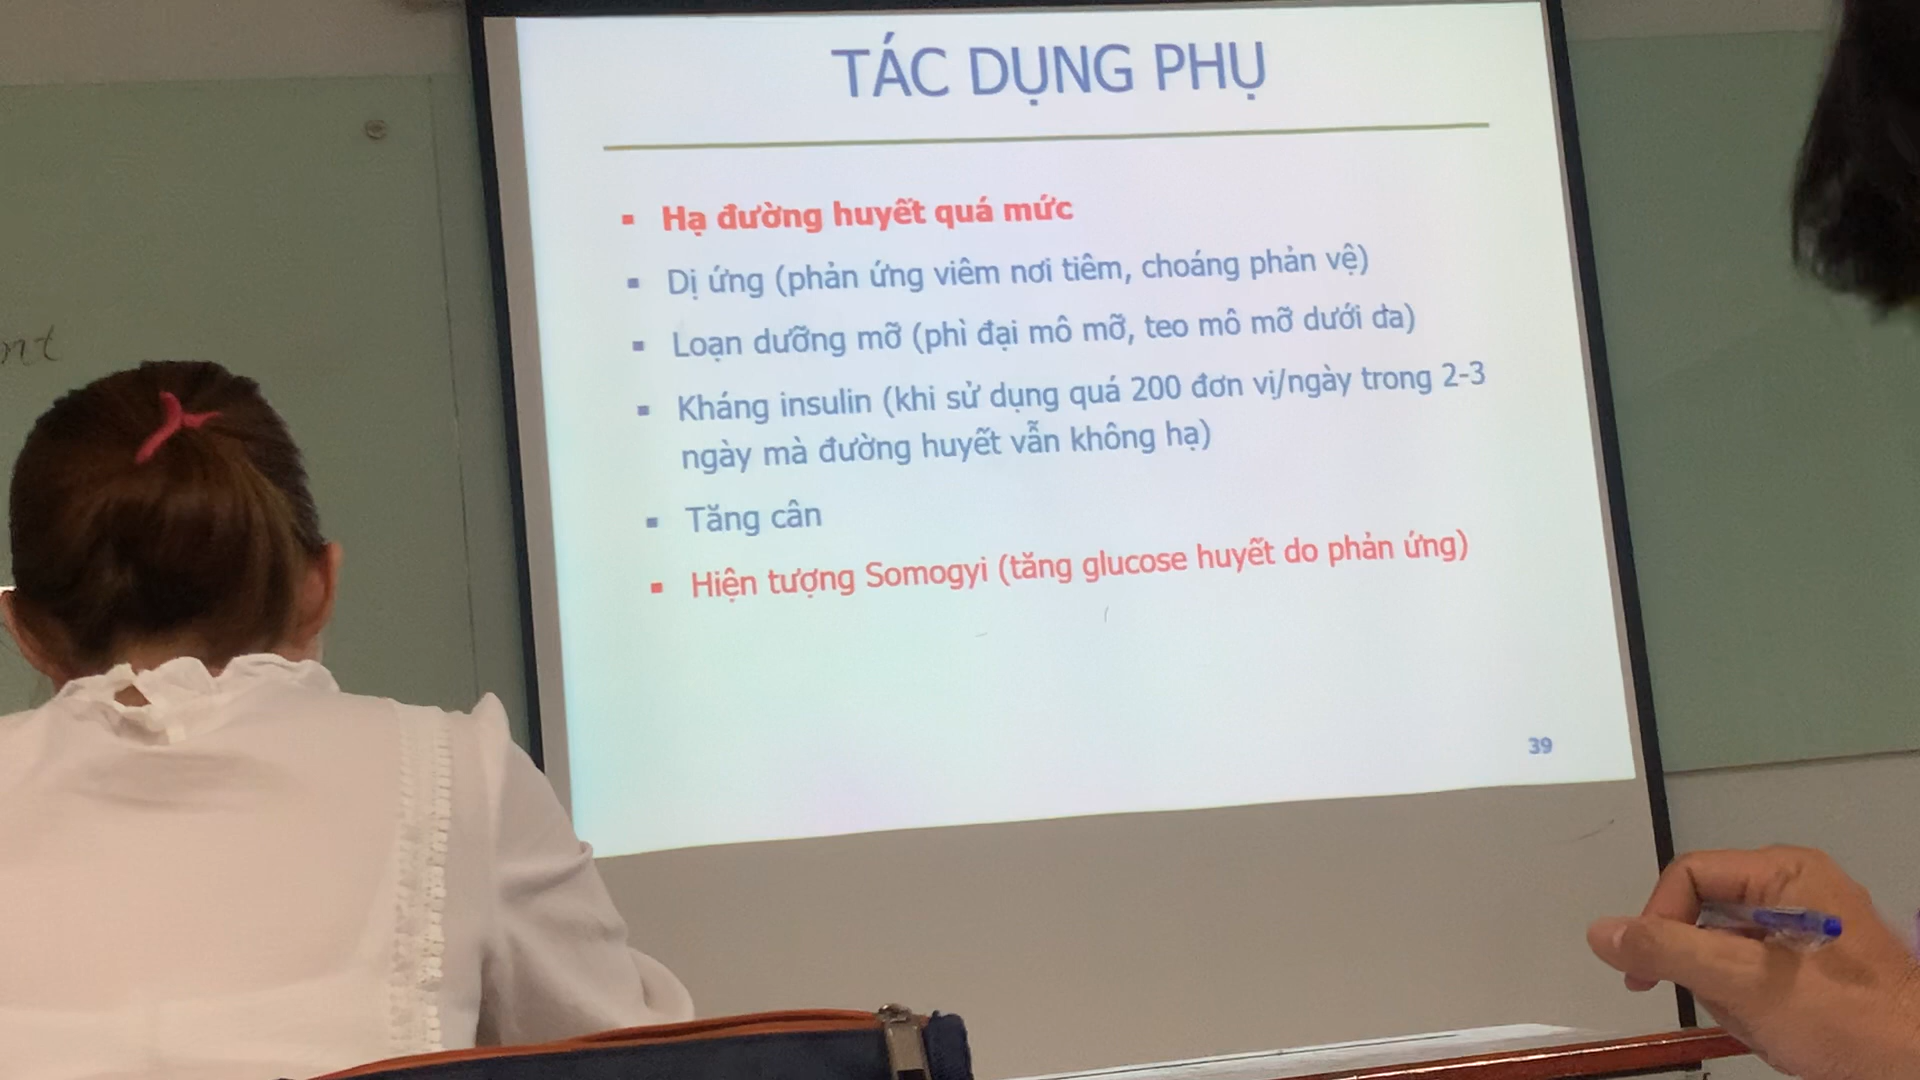 TÁC DỤNG PHỤ
▪ Hạ đường huyết quá mức
▪ Dị ứng (phản ứng viêm nơi tiêm, choáng phản vệ)
▪ Loạn dưỡng mỡ (phì đại mô mỡ, teo mô mỡ dưới da)
▪ Kháng insulin (khi sử dụng quá 200 đơn vị/ngày trong 2-3
ngày mà đường huyết vẫn không hạ)
▪ Tăng cân
▪ Hiện tượng Somogyi (tăng glucose huyết do phản ứng)
39